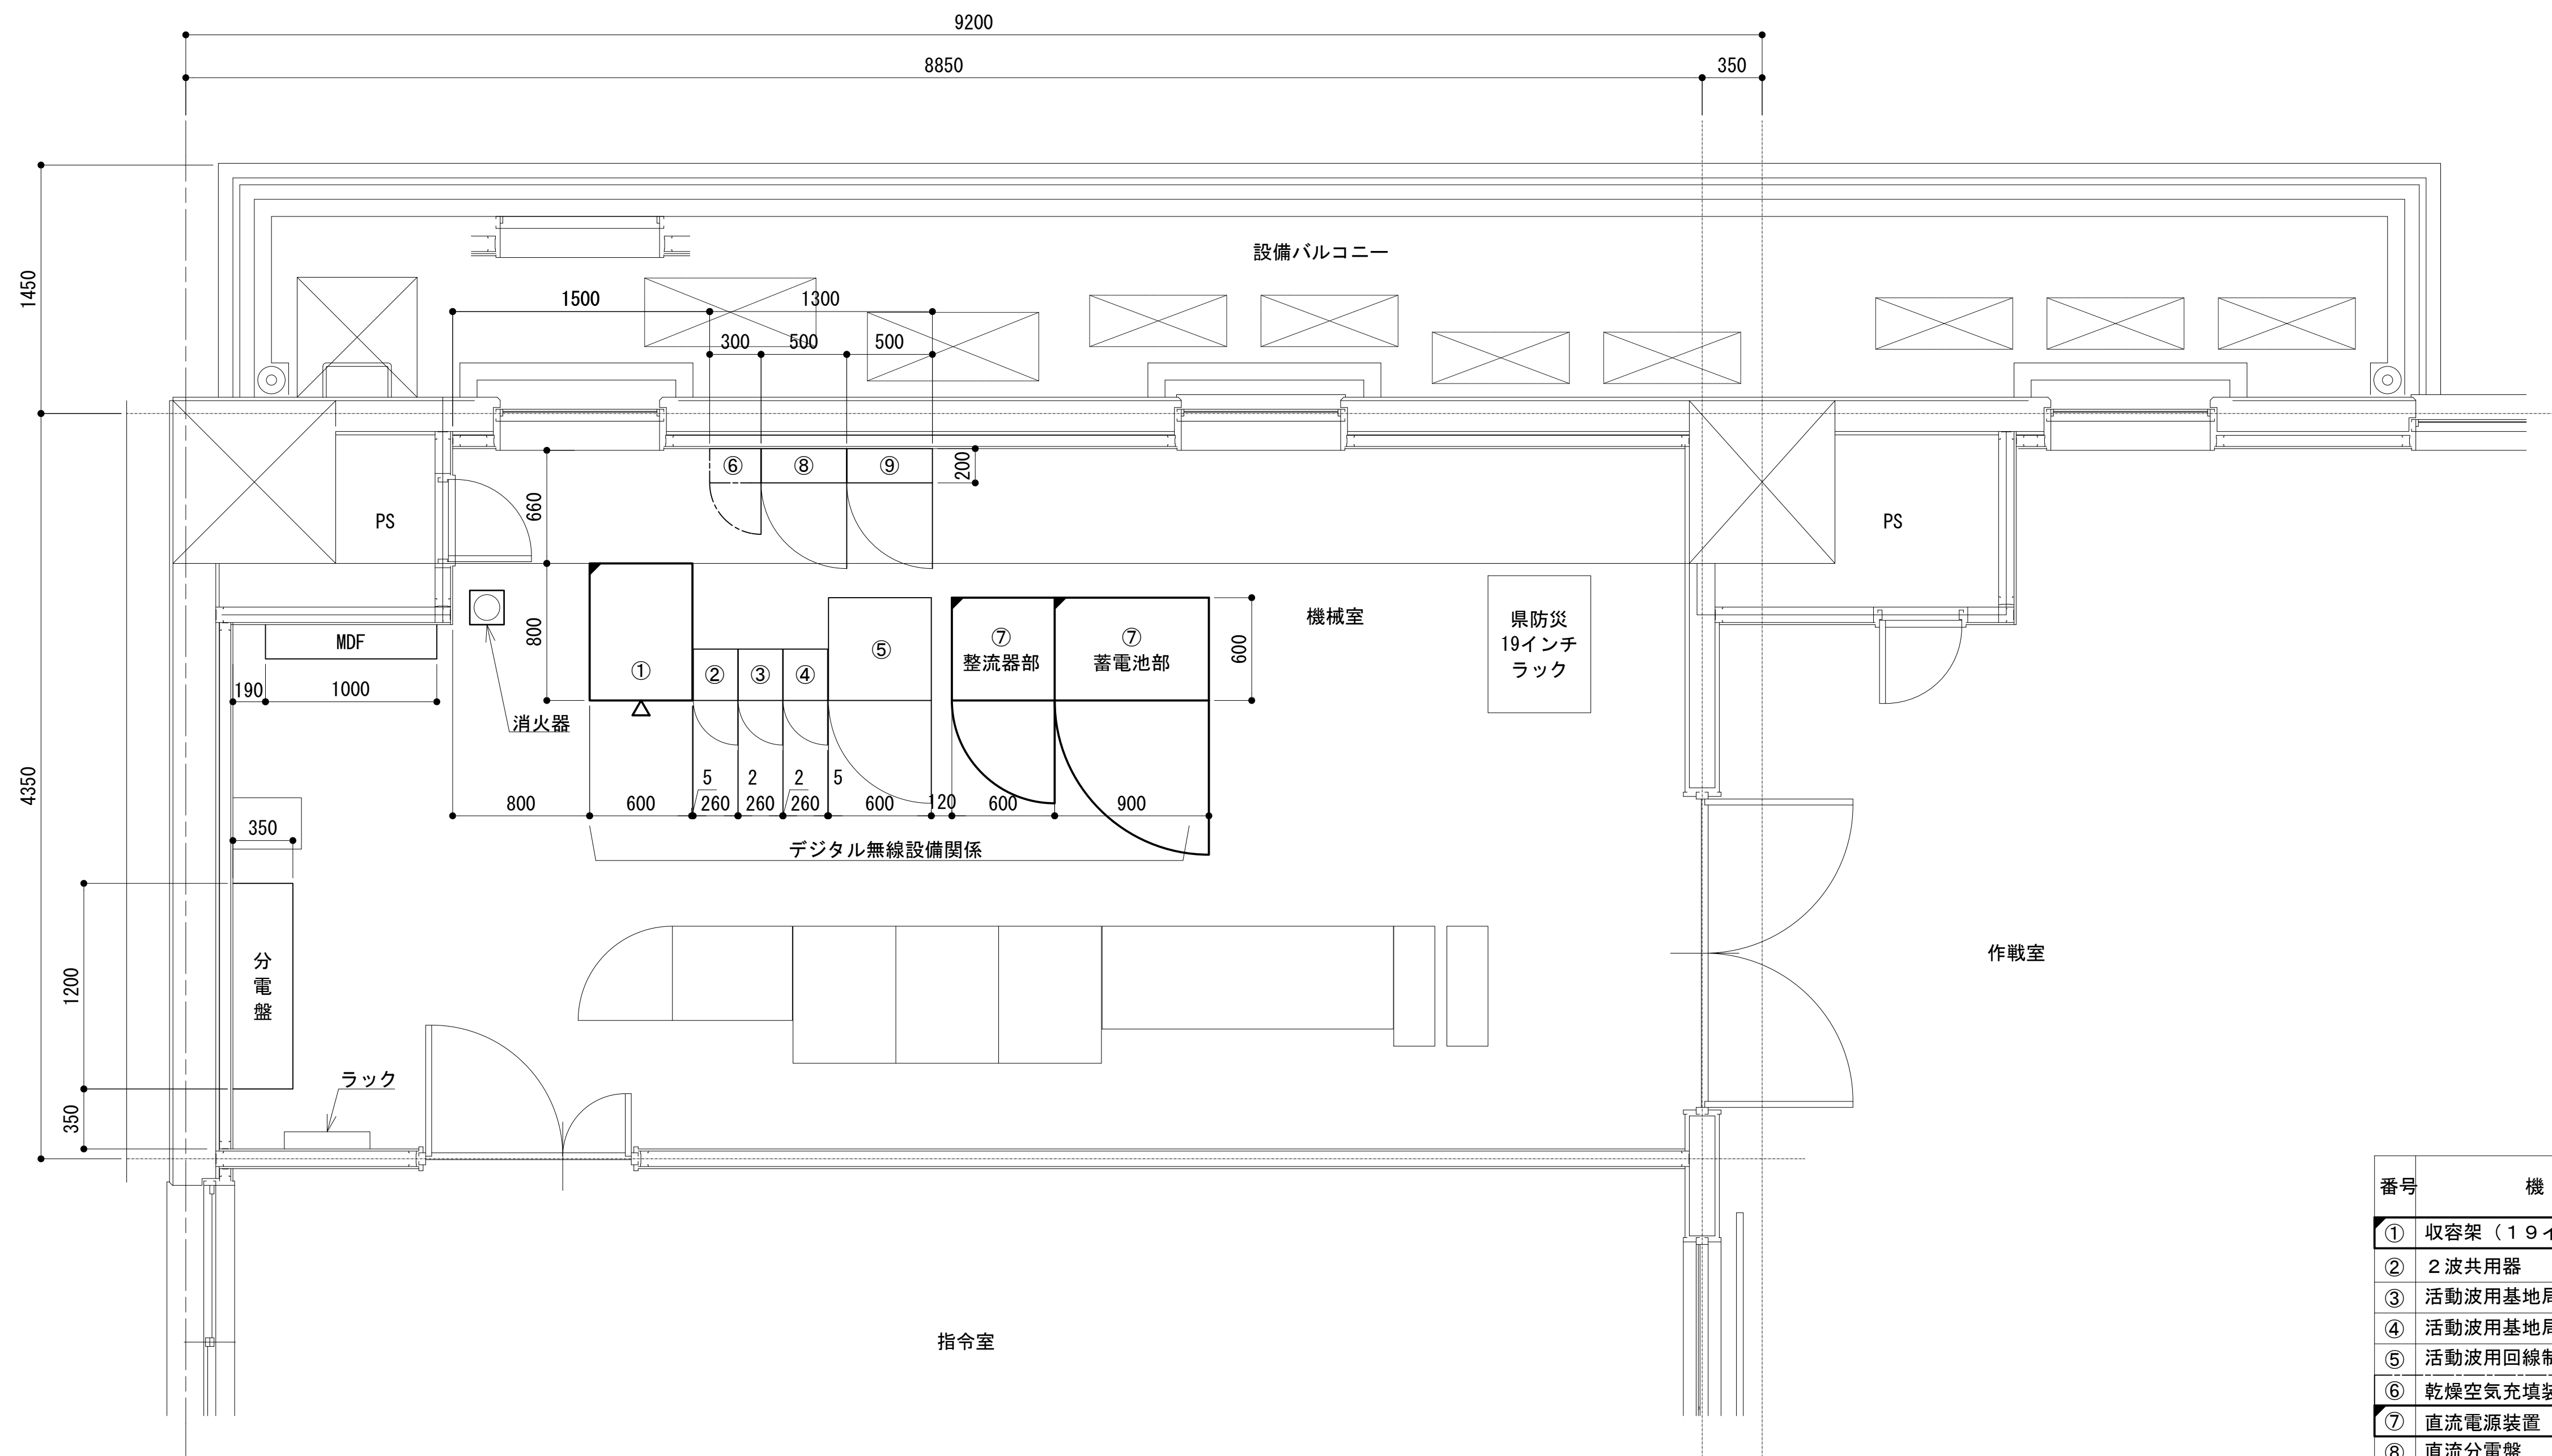 9200
8850
350
1450
設備バルコニー
1500
1300
300
500
500
⑥
⑧
⑨
200
660
PS
PS
800
MDF
190
1000
消火器
①
②
③
④
⑤
⑦
整流器部
⑦
蓄電池部
600
機械室
県防災
19インチ
ラック
4350
5
2
2
5
800
600
260
260
260
600
120
600
900
デジタル無線設備関係
350
1200
分
電
盤
作戦室
ラック
350
指令室
番号
機
① 収容架（１９イ
② ２波共用器
③ 活動波用基地局
④ 活動波用基地局
⑤ 活動波用回線制
⑥ 乾燥空気充填装
⑦ 直流電源装置
⑧ 直流分電盤